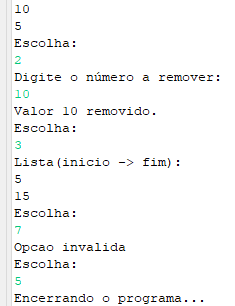 10
5
Escolha:
2
Digite o número a remover:
10
Valor 10 removido.
Escolha:
3
Lista(inicio -> fim):
5
15
Escolha:
7
Opcao invalida
Escolha:
5
Encerrando o programa...